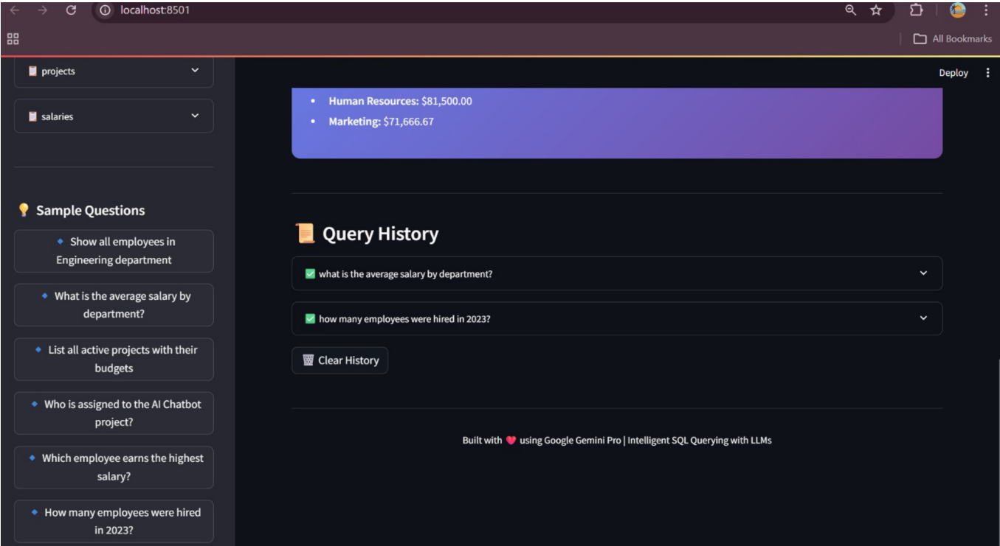 localhost:8501
All Bookmarks
projects
salaries
Sample Questions
Show all employees in
Engineering department
What is the average salary by
department?
List all active projects with their
budgets
Who is assigned to the AI Chatbot
project?
Which employee earns the highest
salary?
How many employees were hired
in 2023?
Deploy
• Human Resources: $81,500.00
• Marketing: $71,666.67
Query History
what is the average salary by department?
how many employees were hired in 2023?
Clear History
Built with ❤ using Google Gemini Pro | Intelligent SQL Querying with LLMs